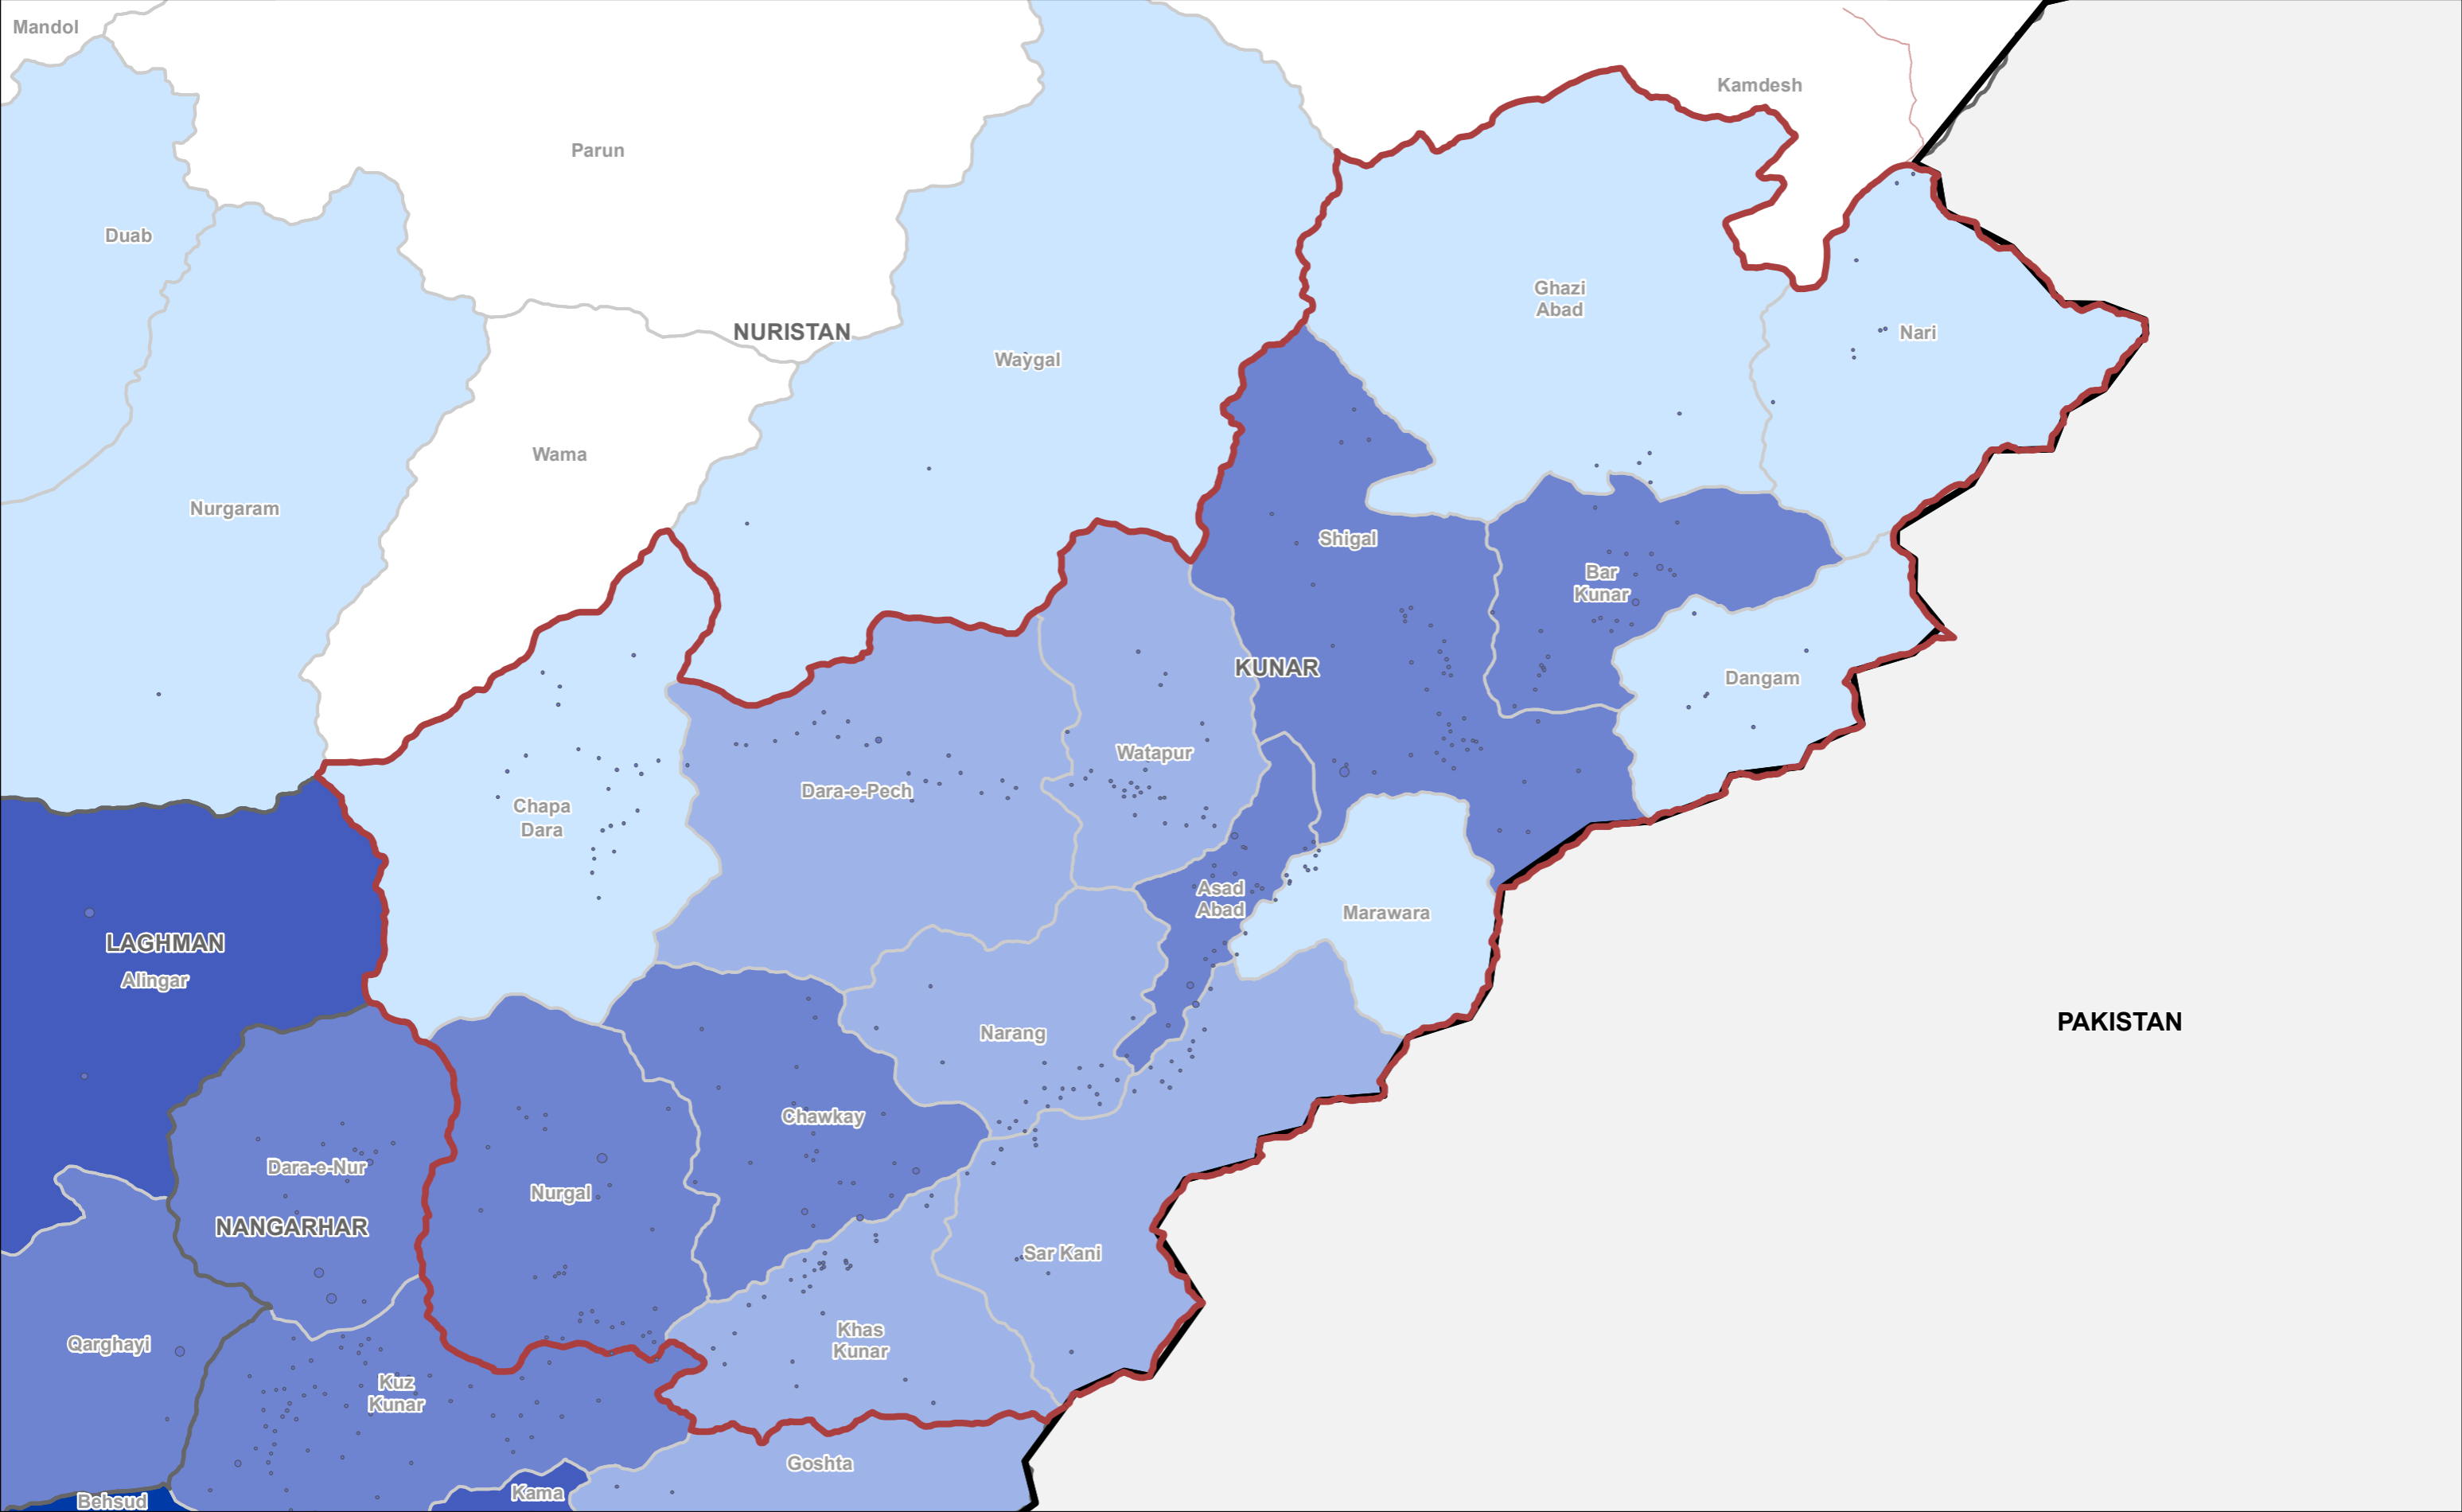 Mandol
Kamdesh
Parun
Duab
Ghazi
Abad
NURISTAN
Nari
Waygal
Wama
Nurgaram
Shigal
Bar
Kunar
KUNAR
Dangam
Watapur
Dara-e-Pech
Chapa
Dara
Asad
Abad
Marawara
LAGHMAN
Alingar
PAKISTAN
Narang
Chawkay
Dara-e-Nur
Nurgal
NANGARHAR
Sar Kani
Khas
Kunar
Qarghayi
Kuz
Kunar
Goshta
Kama
Behsud